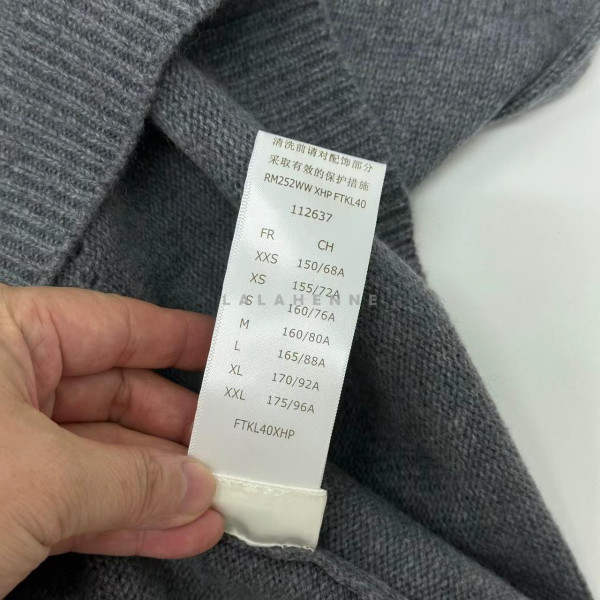 清洗前请对配饰部分
采取有效的保护措施
RM252WW XHP FTKL40
112637
FR CH
XXS 150/68A
XS 155/72A
S 160/76A
M 160/80A
L 165/88A
XL 170/92A
XXL 175/96A
FTKL40XHP
LALAHENNE